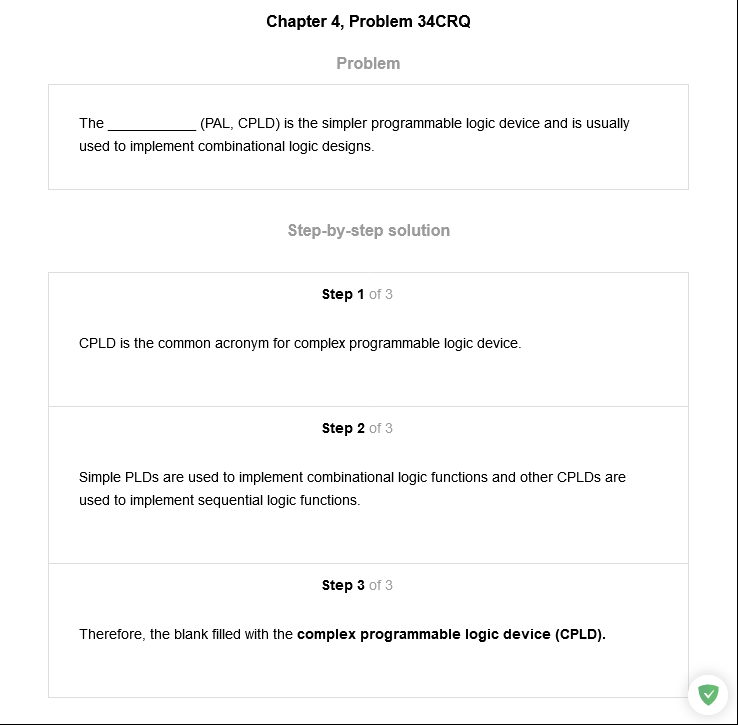 Chapter 4, Problem 34CRQ
Problem
The ___________ (PAL, CPLD) is the simpler programmable logic device and is usually
used to implement combinational logic designs.
Step-by-step solution
Step 1 of 3
CPLD is the common acronym for complex programmable logic device.
Step 2 of 3
Simple PLDs are used to implement combinational logic functions and other CPLDs are
used to implement sequential logic functions.
Step 3 of 3
Therefore, the blank filled with the complex programmable logic device (CPLD).